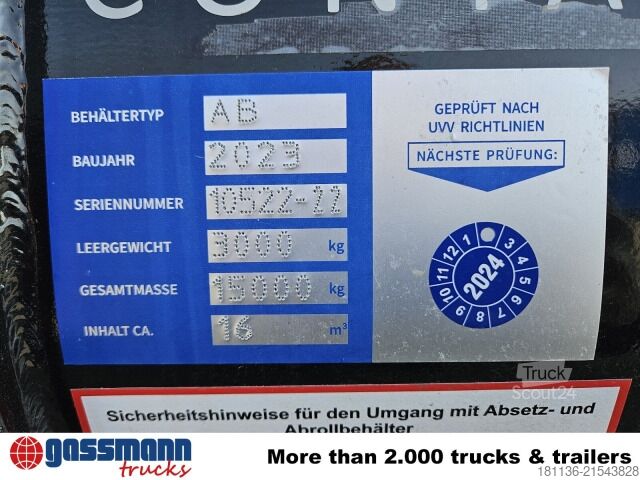 BEHÄLTERTYP AB
BAUJAHR 2023
SERIENNUMMER 10522-22
LEERGEWICHT 3000 kg
GESAMTMASSE 15000 kg
INHALT CA. 16 m³
GEPRÜFT NACH
UVV RICHTLINIEN
NÄCHSTE PRÜFUNG:
1 3 4 5 6 7 8 9 10 11 12
2024
Truck
Scout24
Sicherheitshinweise für den Umgang mit Absetz- und
Abrollbehälter
gassmann
trucks
More than 2.000 trucks & trailers
181136-21543828